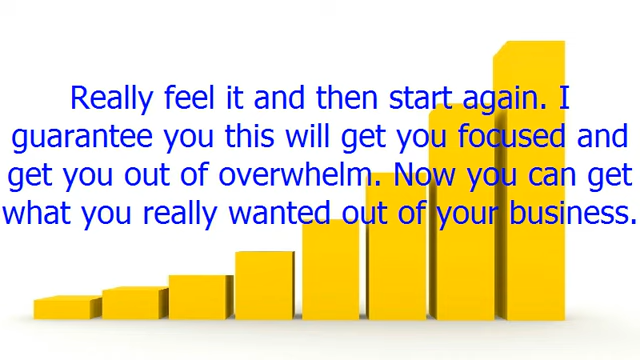 Really feel it and then start again. I
guarantee you this will get you focused and
get you out of overwhelm. Now you can get
what you really wanted out of your business.